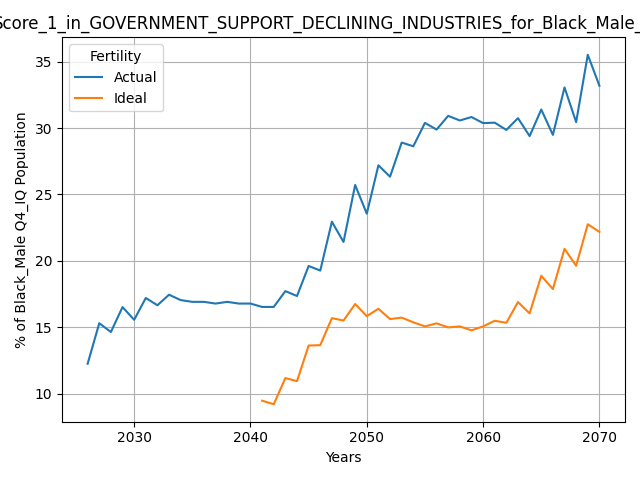 Score_1_in_GOVERNMENT_SUPPORT_DECLINING_INDUSTRIES_for_Black_Male_
Fertility
Actual
Ideal
% of Black_Male Q4_IQ Population
35
30
25
20
15
10
2030 2040 2050 2060 2070
Years